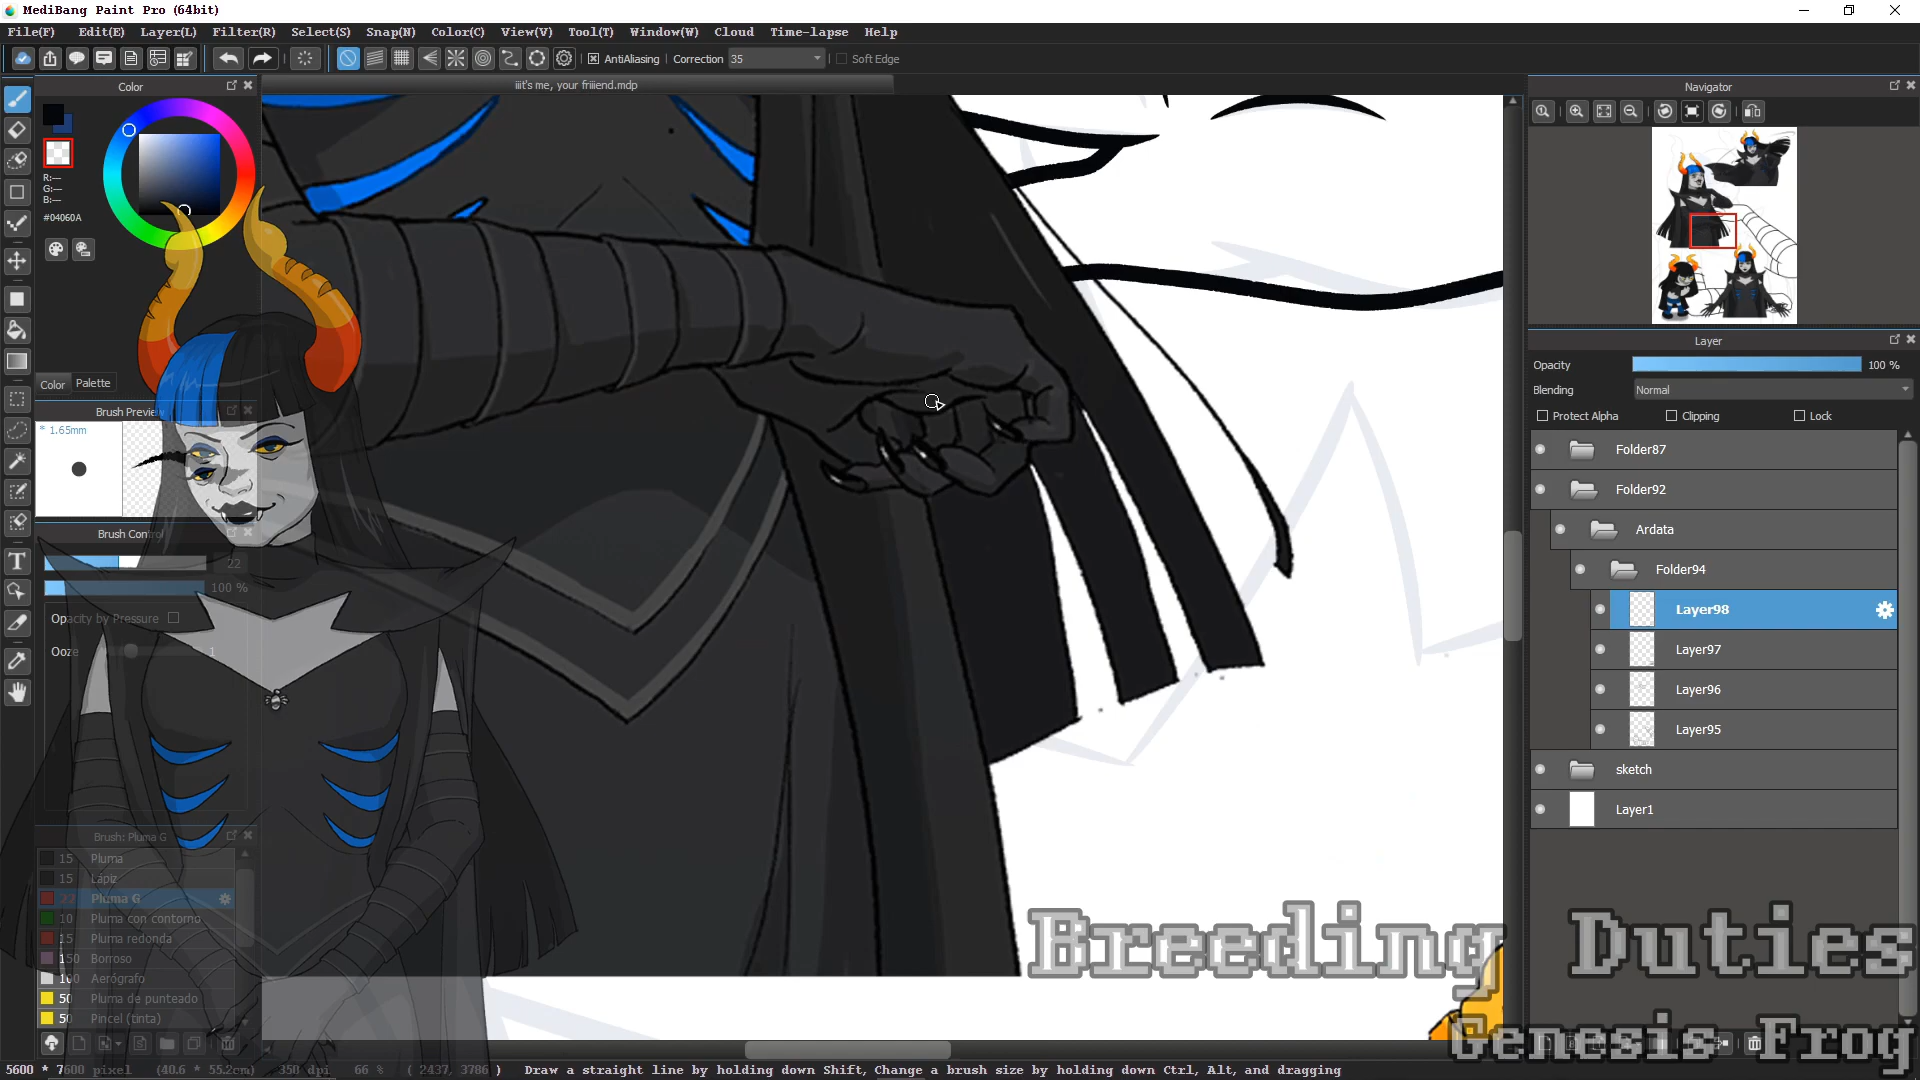 MediBang Paint Pro (64bit)
File(F) Edit(E) Layer(L) Filter(R) Select(S) Snap(N) Color(C) View(V) Tool(T) Window(W) Cloud Time-lapse Help
AntiAliasing Correction 35 Soft Edge
Color
iiit's me, your friiiend.mdp
Navigator
R:---
G:---
B:---
#04060A
Color Palette
Brush Preview
* 1.65mm
Brush Control
22
100 %
Opacity by Pressure
Ooze 1
Brush: Pluma G
15 Pluma
15 Lápiz
22 Pluma G
10 Pluma con contorno
15 Pluma redonda
150 Borroso
100 Aerógrafo
50 Pluma de punteado
50 Pincel (tinta)
Layer
Opacity 100 %
Blending Normal
Protect Alpha Clipping Lock
Folder87
Folder92
Ardata
Folder94
Layer98
Layer97
Layer96
Layer95
sketch
Layer1
Breeding Duties
Genesis Frog
5600 * 7600 pixel (40.6 * 55.2cm) 350 dpi 66 % ( 2437, 3786 ) Draw a straight line by holding down Shift, Change a brush size by holding down Ctrl, Alt, and dragging